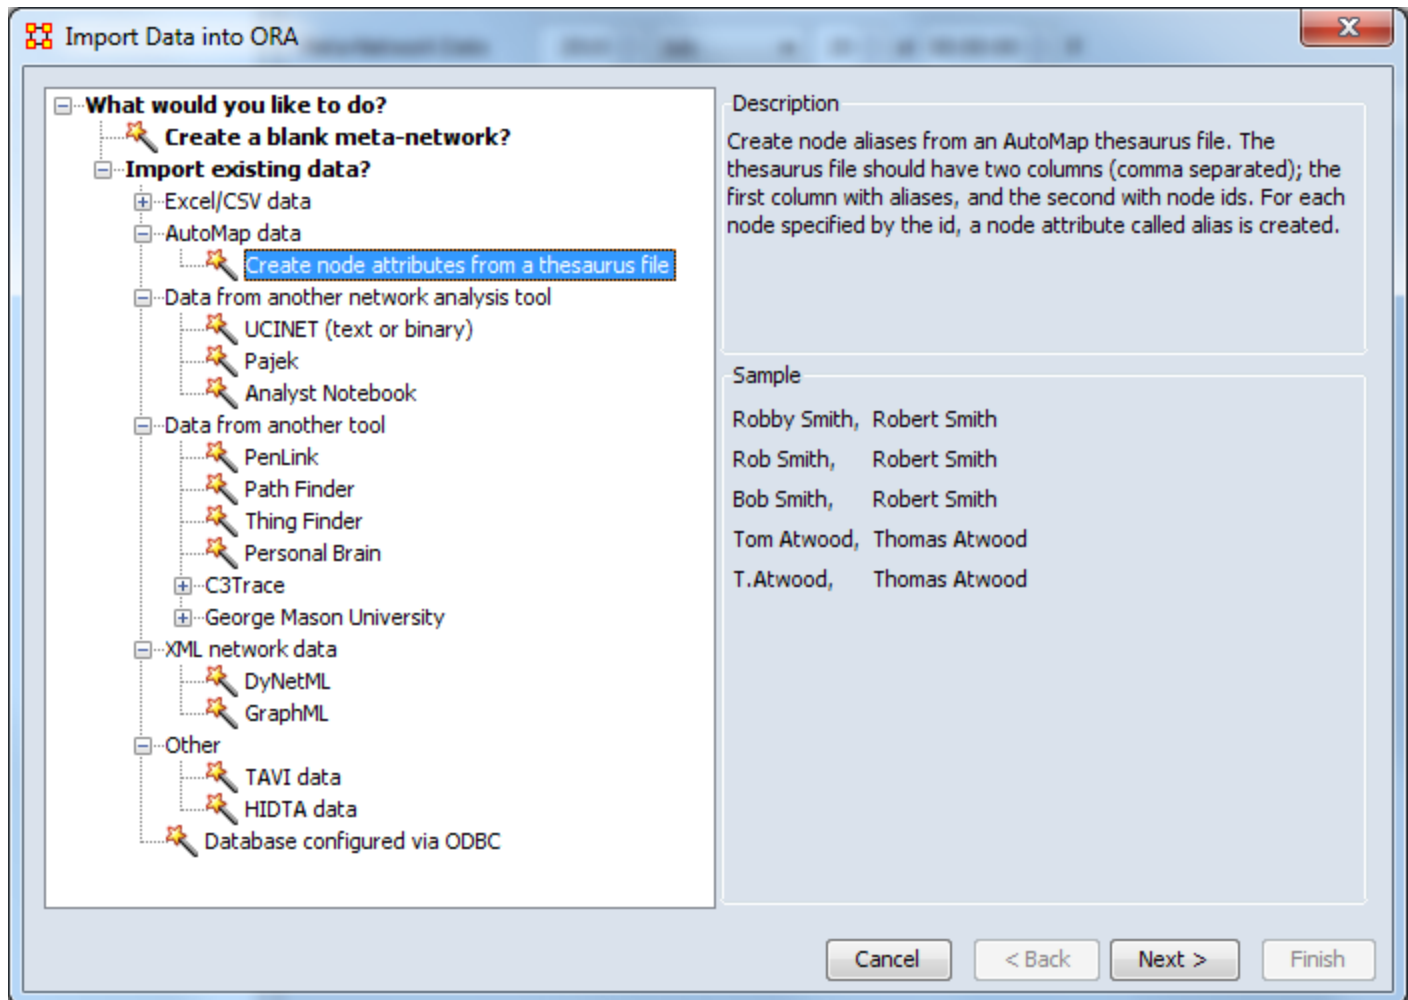 Import Data into ORA
What would you like to do?
Create a blank meta-network?
Import existing data?
Excel/CSV data
AutoMap data
Create node attributes from a thesaurus file
Data from another network analysis tool
UCINET (text or binary)
Pajek
Analyst Notebook
Data from another tool
PenLink
Path Finder
Thing Finder
Personal Brain
C3Trace
George Mason University
XML network data
DyNetML
GraphML
Other
TAVI data
HIDTA data
Database configured via ODBC
Description
Create node aliases from an AutoMap thesaurus file. The
thesaurus file should have two columns (comma separated); the
first column with aliases, and the second with node ids. For each
node specified by the id, a node attribute called alias is created.
Sample
Robby Smith, Robert Smith
Rob Smith, Robert Smith
Bob Smith, Robert Smith
Tom Atwood, Thomas Atwood
T.Atwood, Thomas Atwood
Cancel < Back Next > Finish